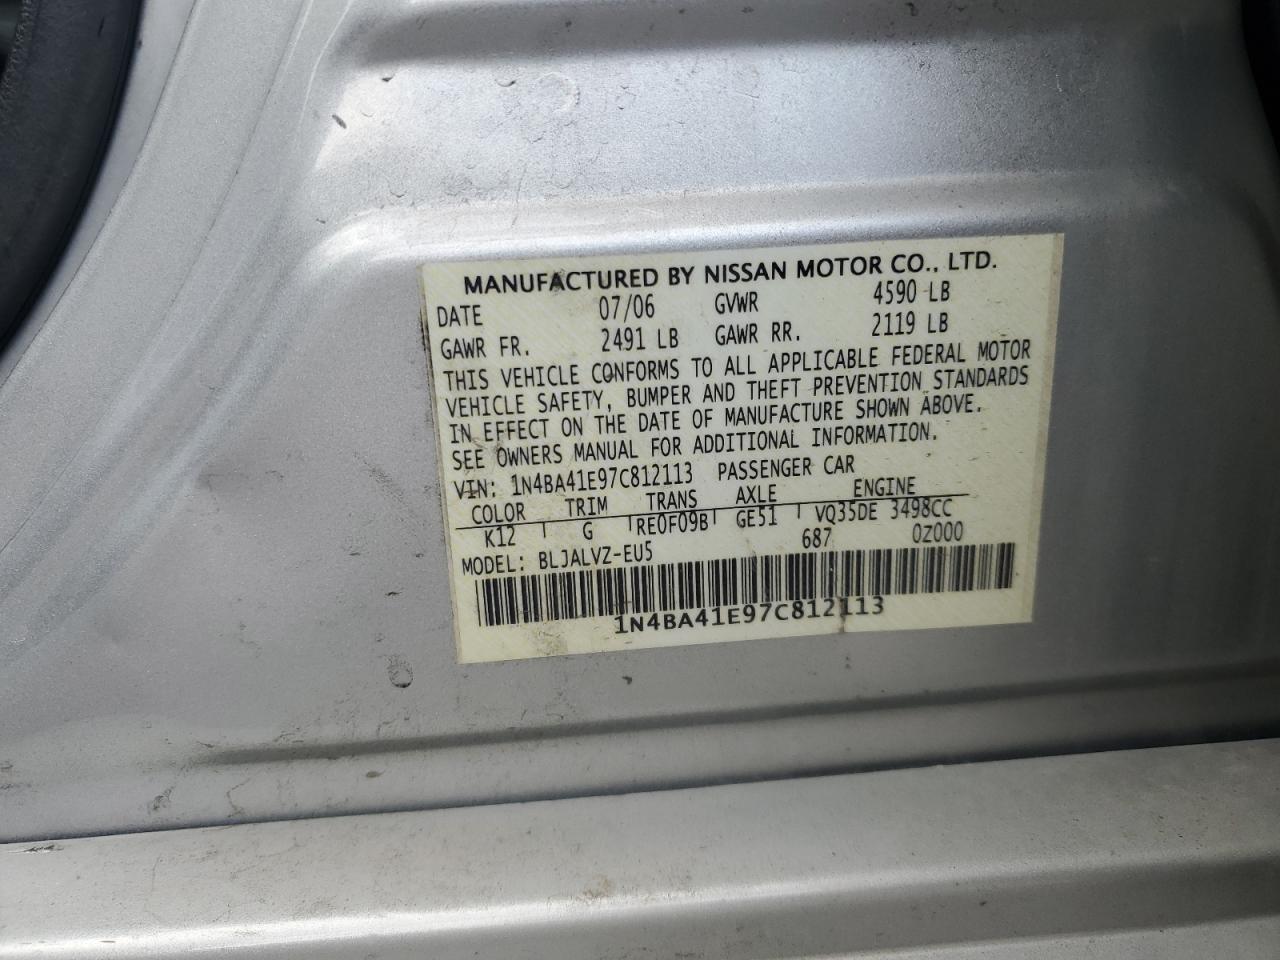 MANUFACTURED BY NISSAN MOTOR CO., LTD.
DATE 07/06 GVWR 4590 LB
GAWR FR. 2491 LB GAWR RR. 2119 LB
THIS VEHICLE CONFORMS TO ALL APPLICABLE FEDERAL MOTOR
VEHICLE SAFETY, BUMPER AND THEFT PREVENTION STANDARDS
IN EFFECT ON THE DATE OF MANUFACTURE SHOWN ABOVE.
SEE OWNERS MANUAL FOR ADDITIONAL INFORMATION.
VIN: 1N4BA41E97C812113 PASSENGER CAR
COLOR TRIM TRANS AXLE ENGINE
K12 G RE0F09B GE51 VQ35DE 3498CC
MODEL: BLJALVZ-EU5 687 0Z000
1N4BA41E97C812113